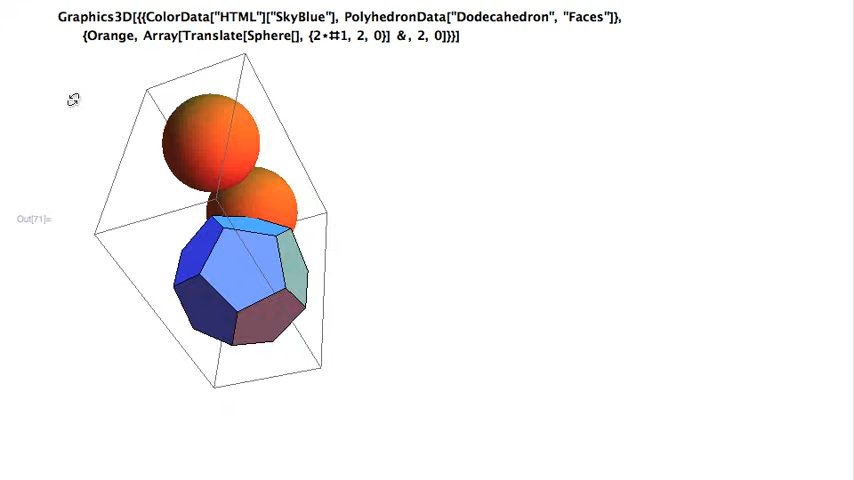 Graphics3D[{{ColorData["HTML"]["SkyBlue"], PolyhedronData["Dodecahedron", "Faces"]},
{Orange, Array[Translate[Sphere[], {2*#1, 2, 0}] &, 2, 0]}}]
Out[71]=